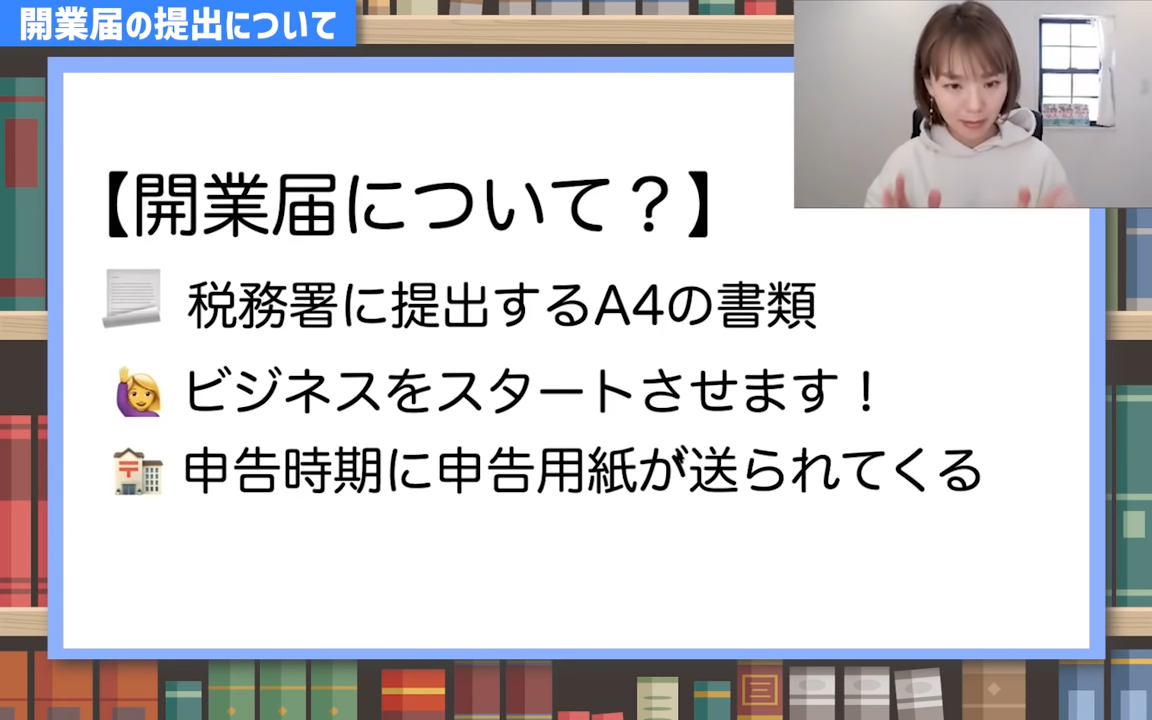 開業届の提出について
【開業届について？】
税務署に提出するA4の書類
ビジネスをスタートさせます！
申告時期に申告用紙が送られてくる